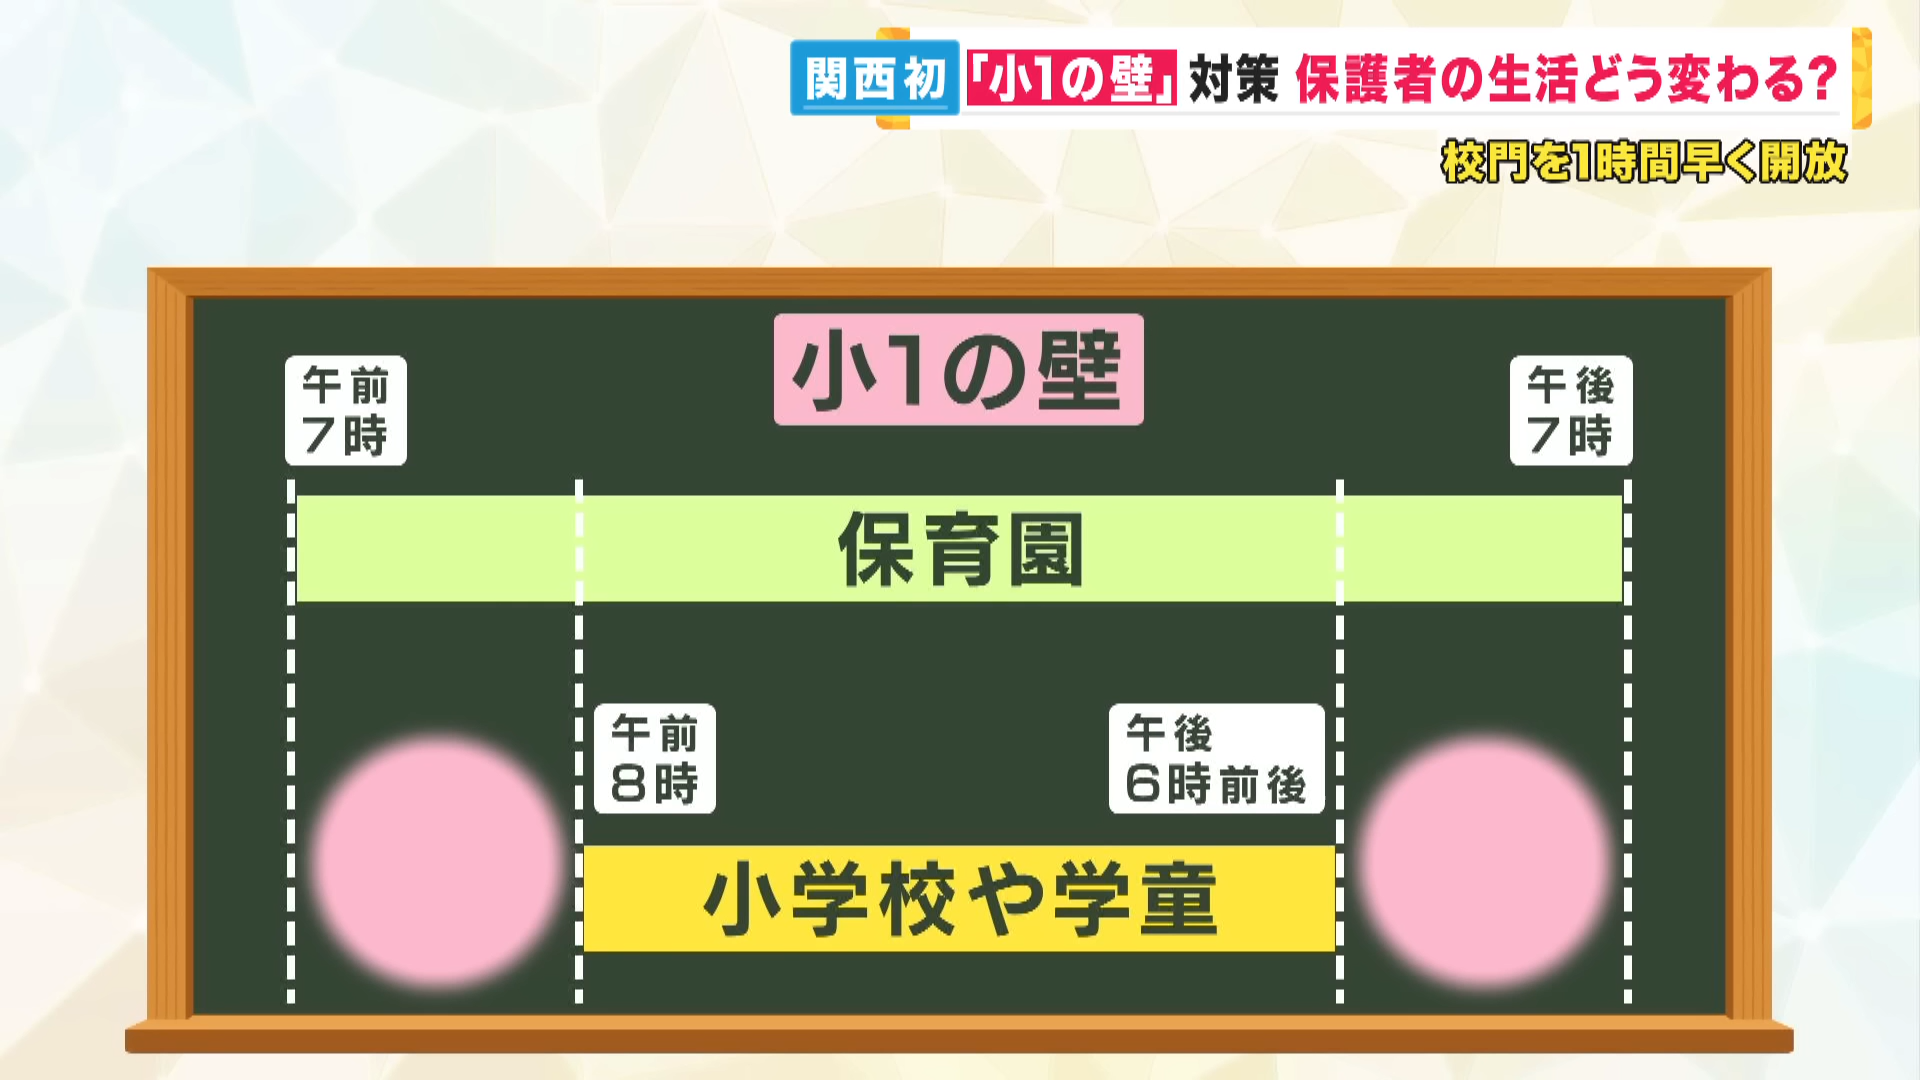 関西初 「小1の壁」 対策 保護者の生活どう変わる?
校門を1時間早く開放
小1の壁
午前
7時
午後
7時
保育園
午前
8時
午後
6時前後
小学校や学童